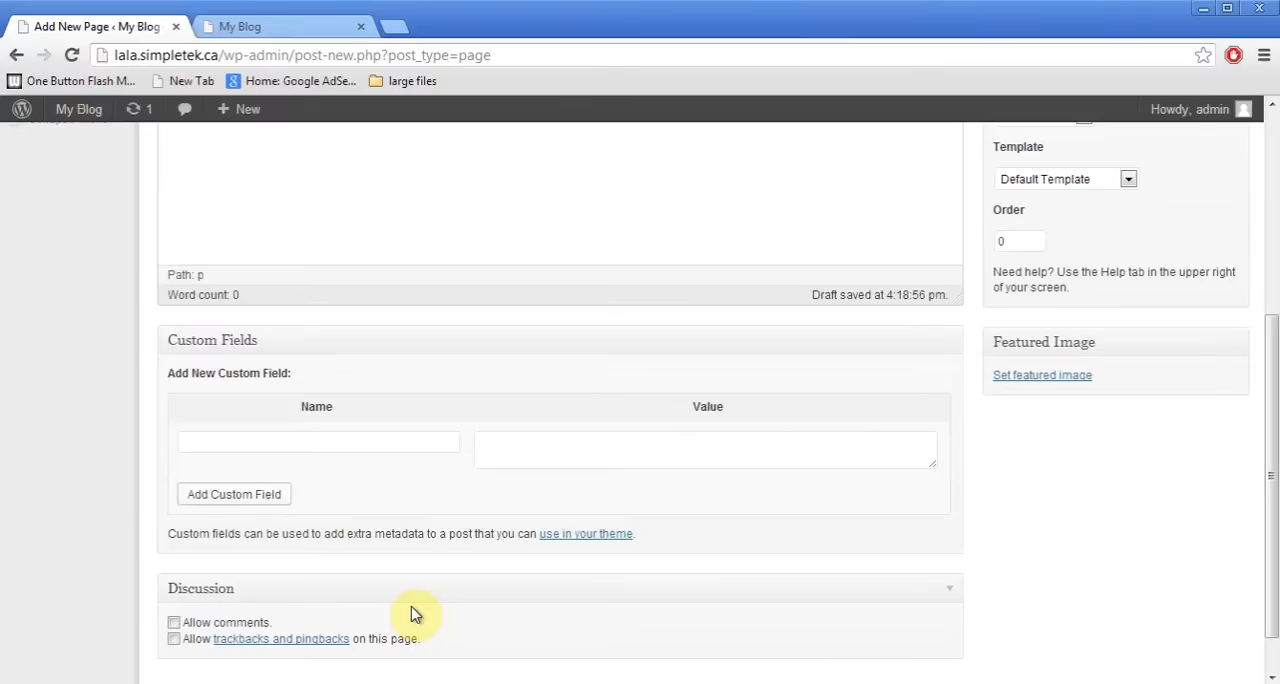 Add New Page ‹ My Blog
My Blog
lala.simpletek.ca/wp-admin/post-new.php?post_type=page
One Button Flash M...
New Tab
Home: Google AdSe...
large files
My Blog
1
New
Howdy, admin
Template
Default Template
Order
0
Need help? Use the Help tab in the upper right
of your screen.
Path: p
Word count: 0
Draft saved at 4:18:56 pm.
Custom Fields
Featured Image
Add New Custom Field:
Set featured image
Name
Value
Add Custom Field
Custom fields can be used to add extra metadata to a post that you can use in your theme.
Discussion
Allow comments.
Allow trackbacks and pingbacks on this page.